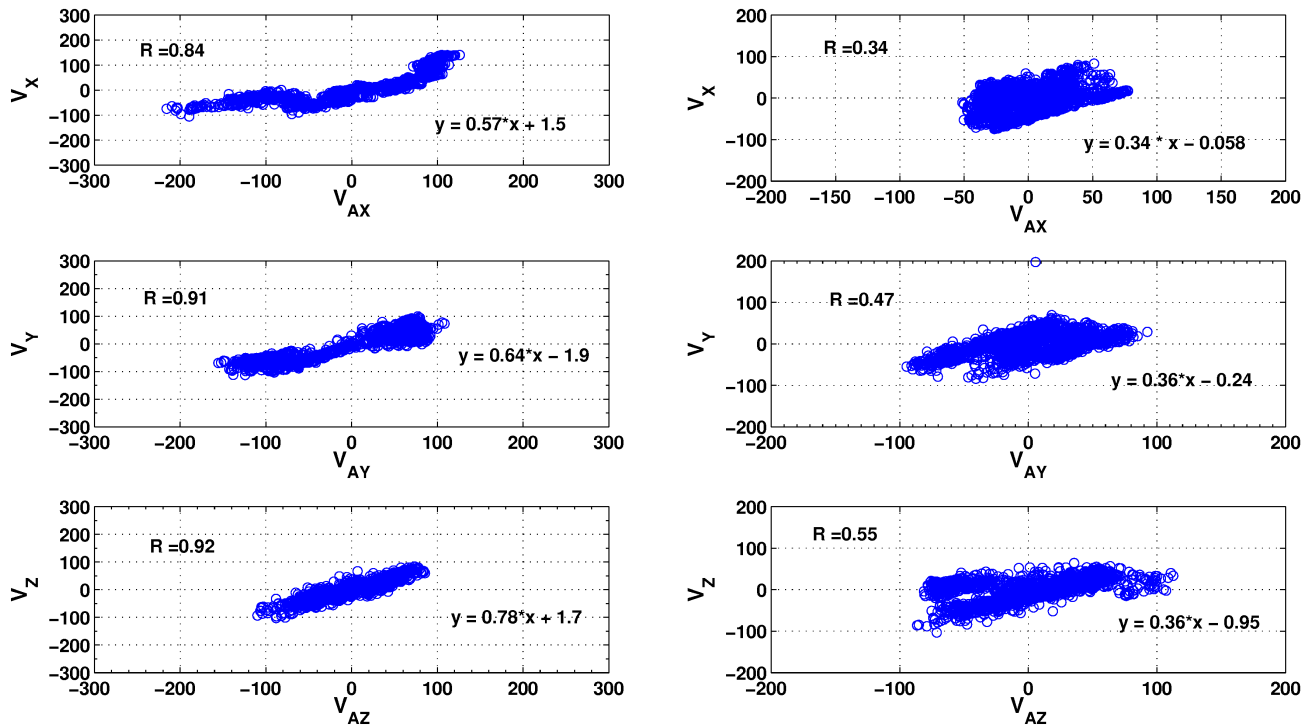 300
200
100
0
−100
−200
−300
V_X
R =0.84
y = 0.57*x + 1.5
−300 −200 −100 0 100 200 300
V_AX
200
100
0
−100
−200
V_X
R =0.34
y = 0.34 * x − 0.058
−200 −150 −100 −50 0 50 100 150 200
V_AX
300
200
100
0
−100
−200
−300
V_Y
R =0.91
y = 0.64*x − 1.9
−300 −200 −100 0 100 200 300
V_AY
200
100
0
−100
−200
V_Y
R =0.47
y = 0.36*x − 0.24
−200 −100 0 100 200
V_AY
300
200
100
0
−100
−200
−300
V_Z
R =0.92
y = 0.78*x + 1.7
−300 −200 −100 0 100 200 300
V_AZ
200
100
0
−100
−200
V_Z
R =0.55
y = 0.36*x − 0.95
−200 −100 0 100 200
V_AZ